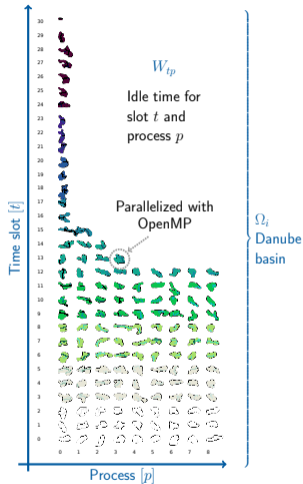 30
29
28
27
26
25
24
23
22
21
20
19
18
17
16
15
14
13
12
11
10
9
8
7
6
5
4
3
2
1
0
W_{tp}
Idle time for
slot t and
process p
Parallelized with
OpenMP
Time slot [t]
Ω_i
Danube
basin
0 1 2 3 4 5 6 7 8
Process [p]